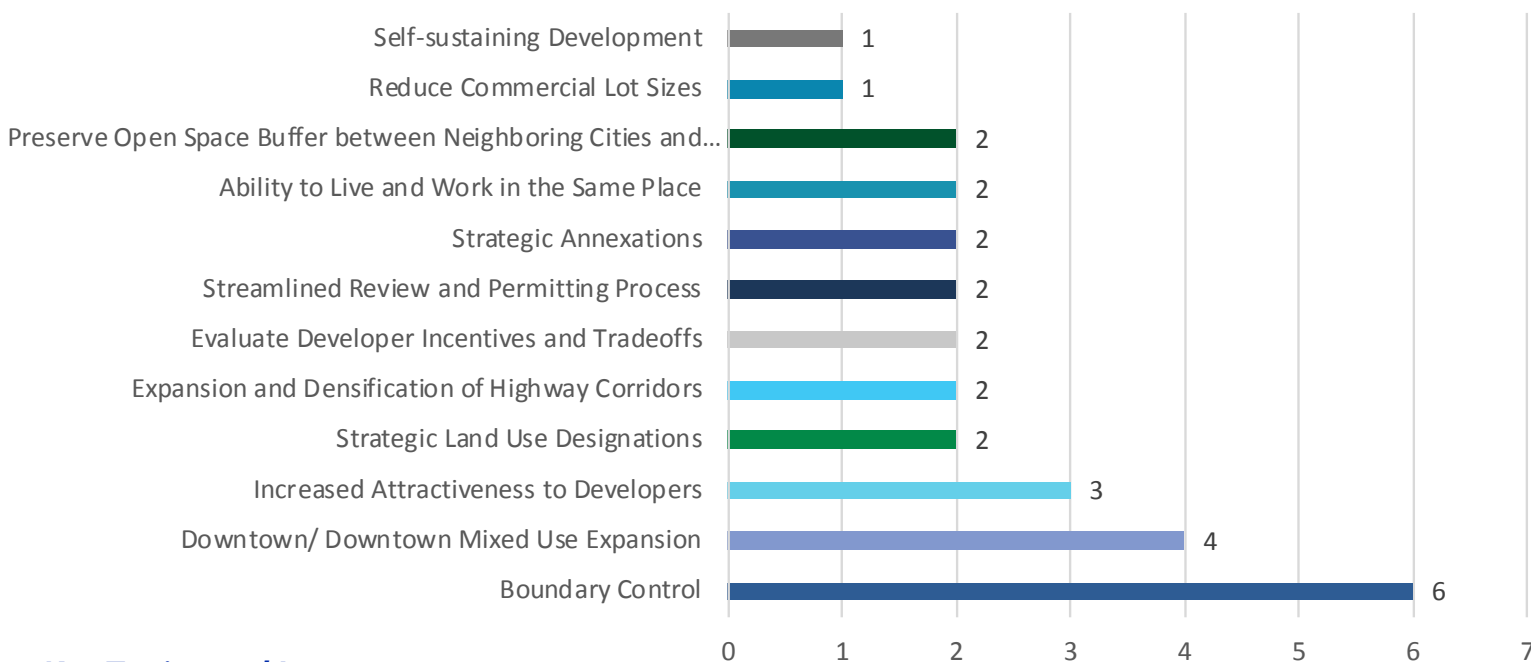 Self-sustaining Development 1
Reduce Commercial Lot Sizes 1
Preserve Open Space Buffer between Neighboring Cities and... 2
Ability to Live and Work in the Same Place 2
Strategic Annexations 2
Streamlined Review and Permitting Process 2
Evaluate Developer Incentives and Tradeoffs 2
Expansion and Densification of Highway Corridors 2
Strategic Land Use Designations 2
Increased Attractiveness to Developers 3
Downtown/ Downtown Mixed Use Expansion 4
Boundary Control 6
0 1 2 3 4 5 6 7